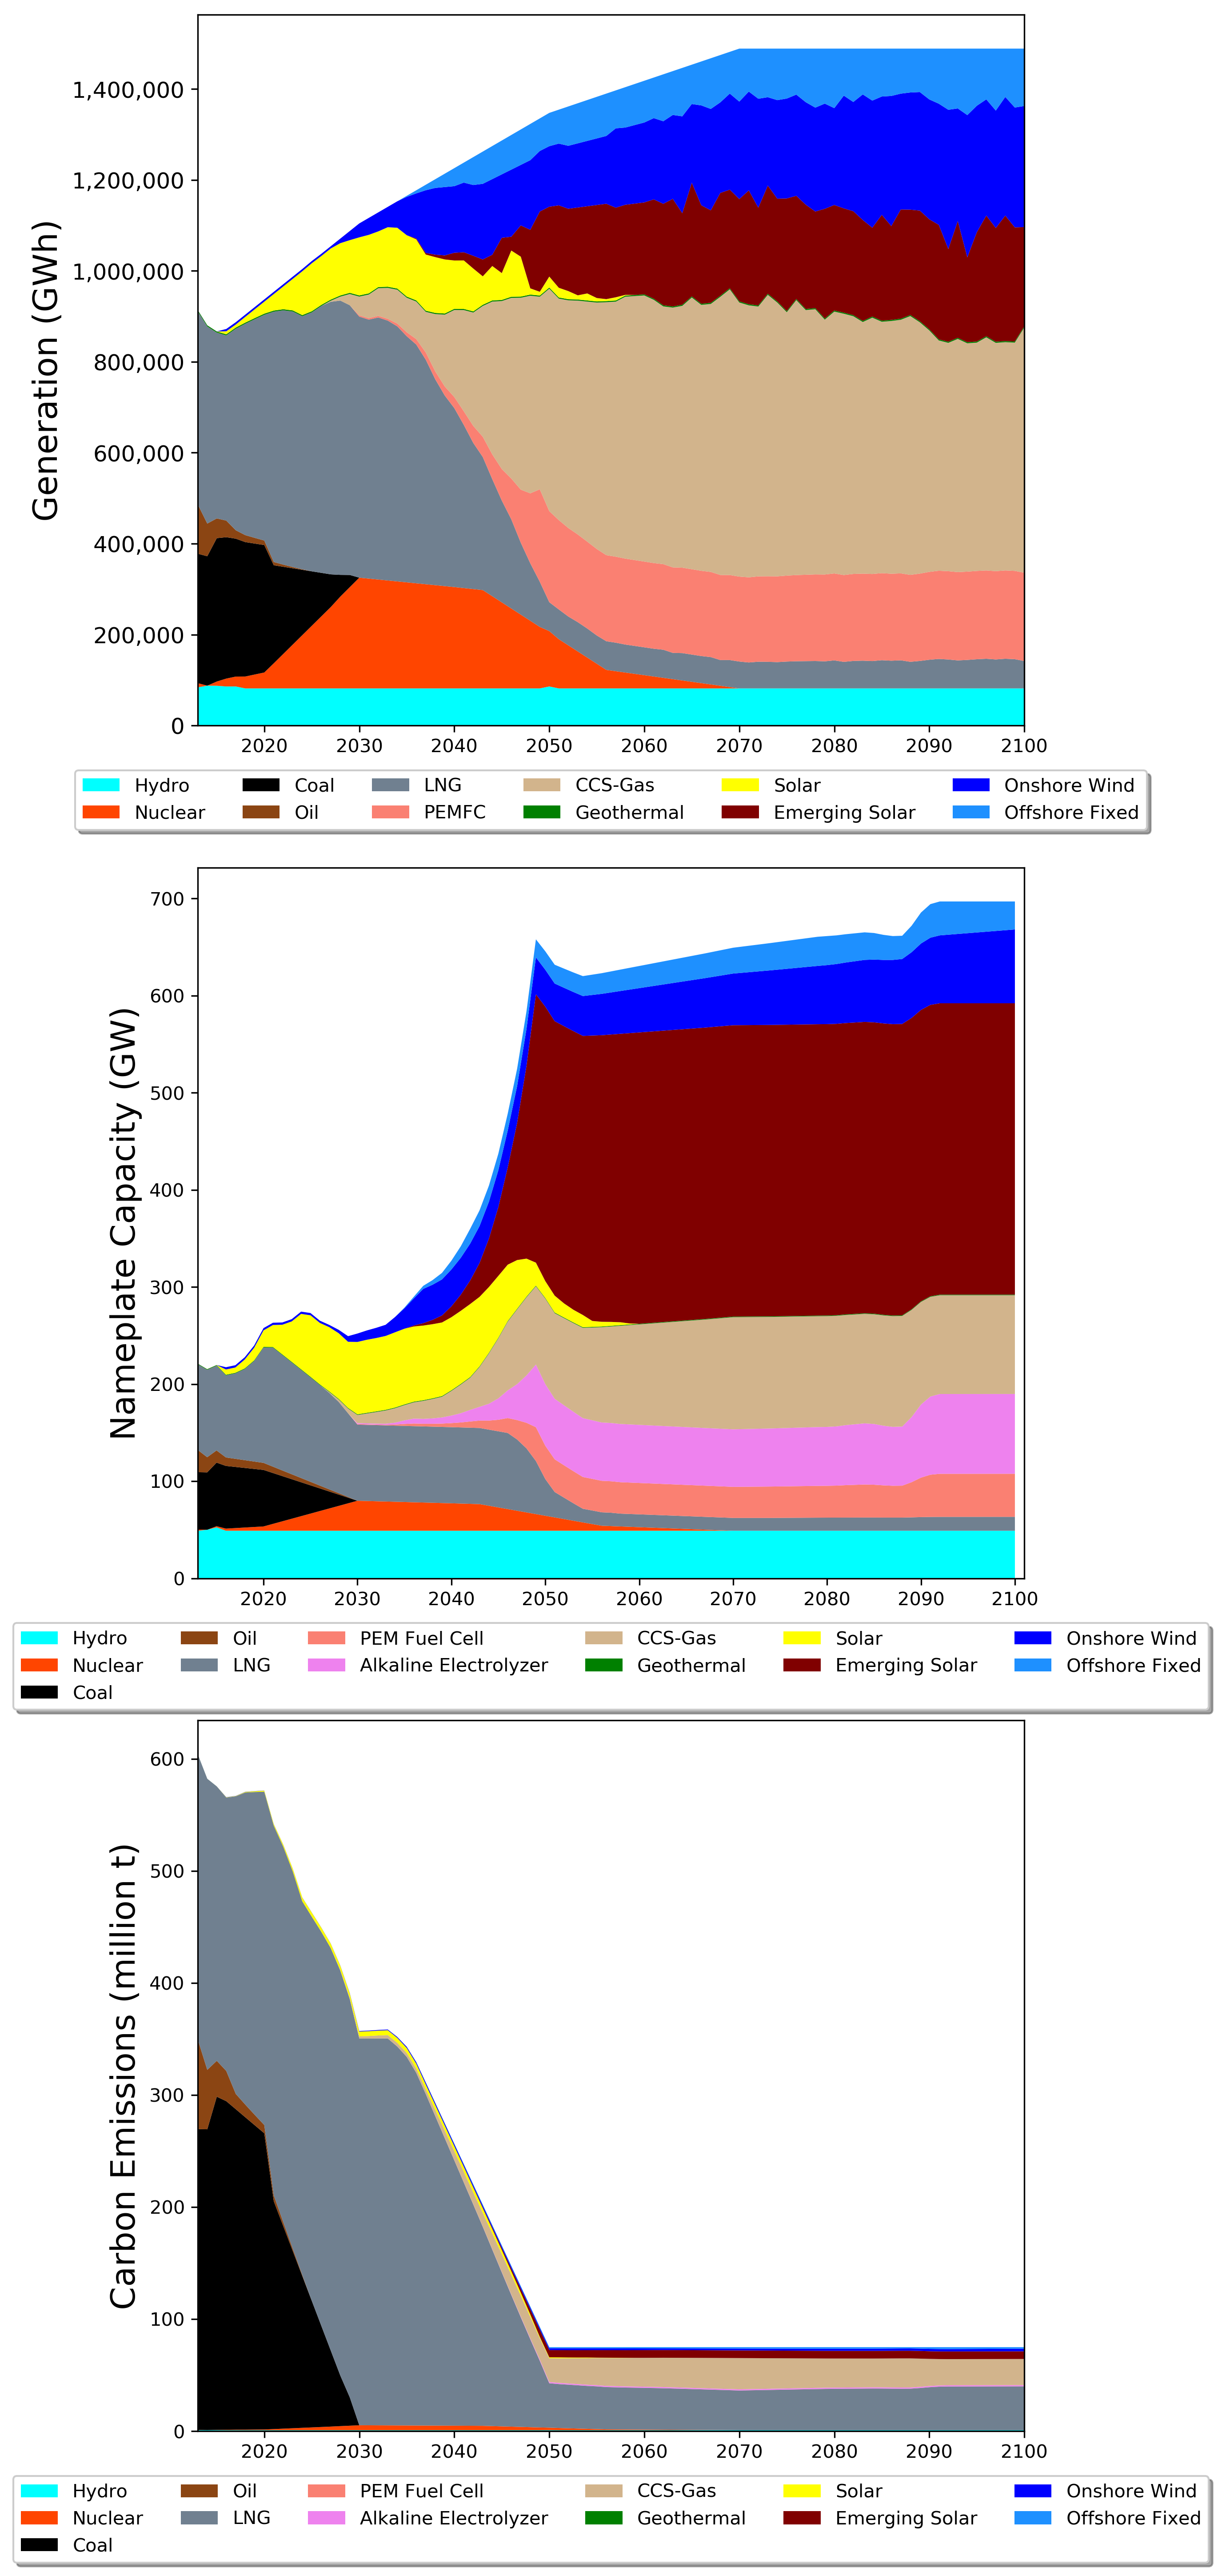 Generation (GWh)
1,400,000
1,200,000
1,000,000
800,000
600,000
400,000
200,000
0
2020 2030 2040 2050 2060 2070 2080 2090 2100
Hydro Coal LNG CCS-Gas Solar Onshore Wind
Nuclear Oil PEMFC Geothermal Emerging Solar Offshore Fixed
Nameplate Capacity (GW)
700
600
500
400
300
200
100
0
2020 2030 2040 2050 2060 2070 2080 2090 2100
Hydro Oil PEM Fuel Cell CCS-Gas Solar Onshore Wind
Nuclear LNG Alkaline Electrolyzer Geothermal Emerging Solar Offshore Fixed
Coal
Carbon Emissions (million t)
600
500
400
300
200
100
0
2020 2030 2040 2050 2060 2070 2080 2090 2100
Hydro Oil PEM Fuel Cell CCS-Gas Solar Onshore Wind
Nuclear LNG Alkaline Electrolyzer Geothermal Emerging Solar Offshore Fixed
Coal